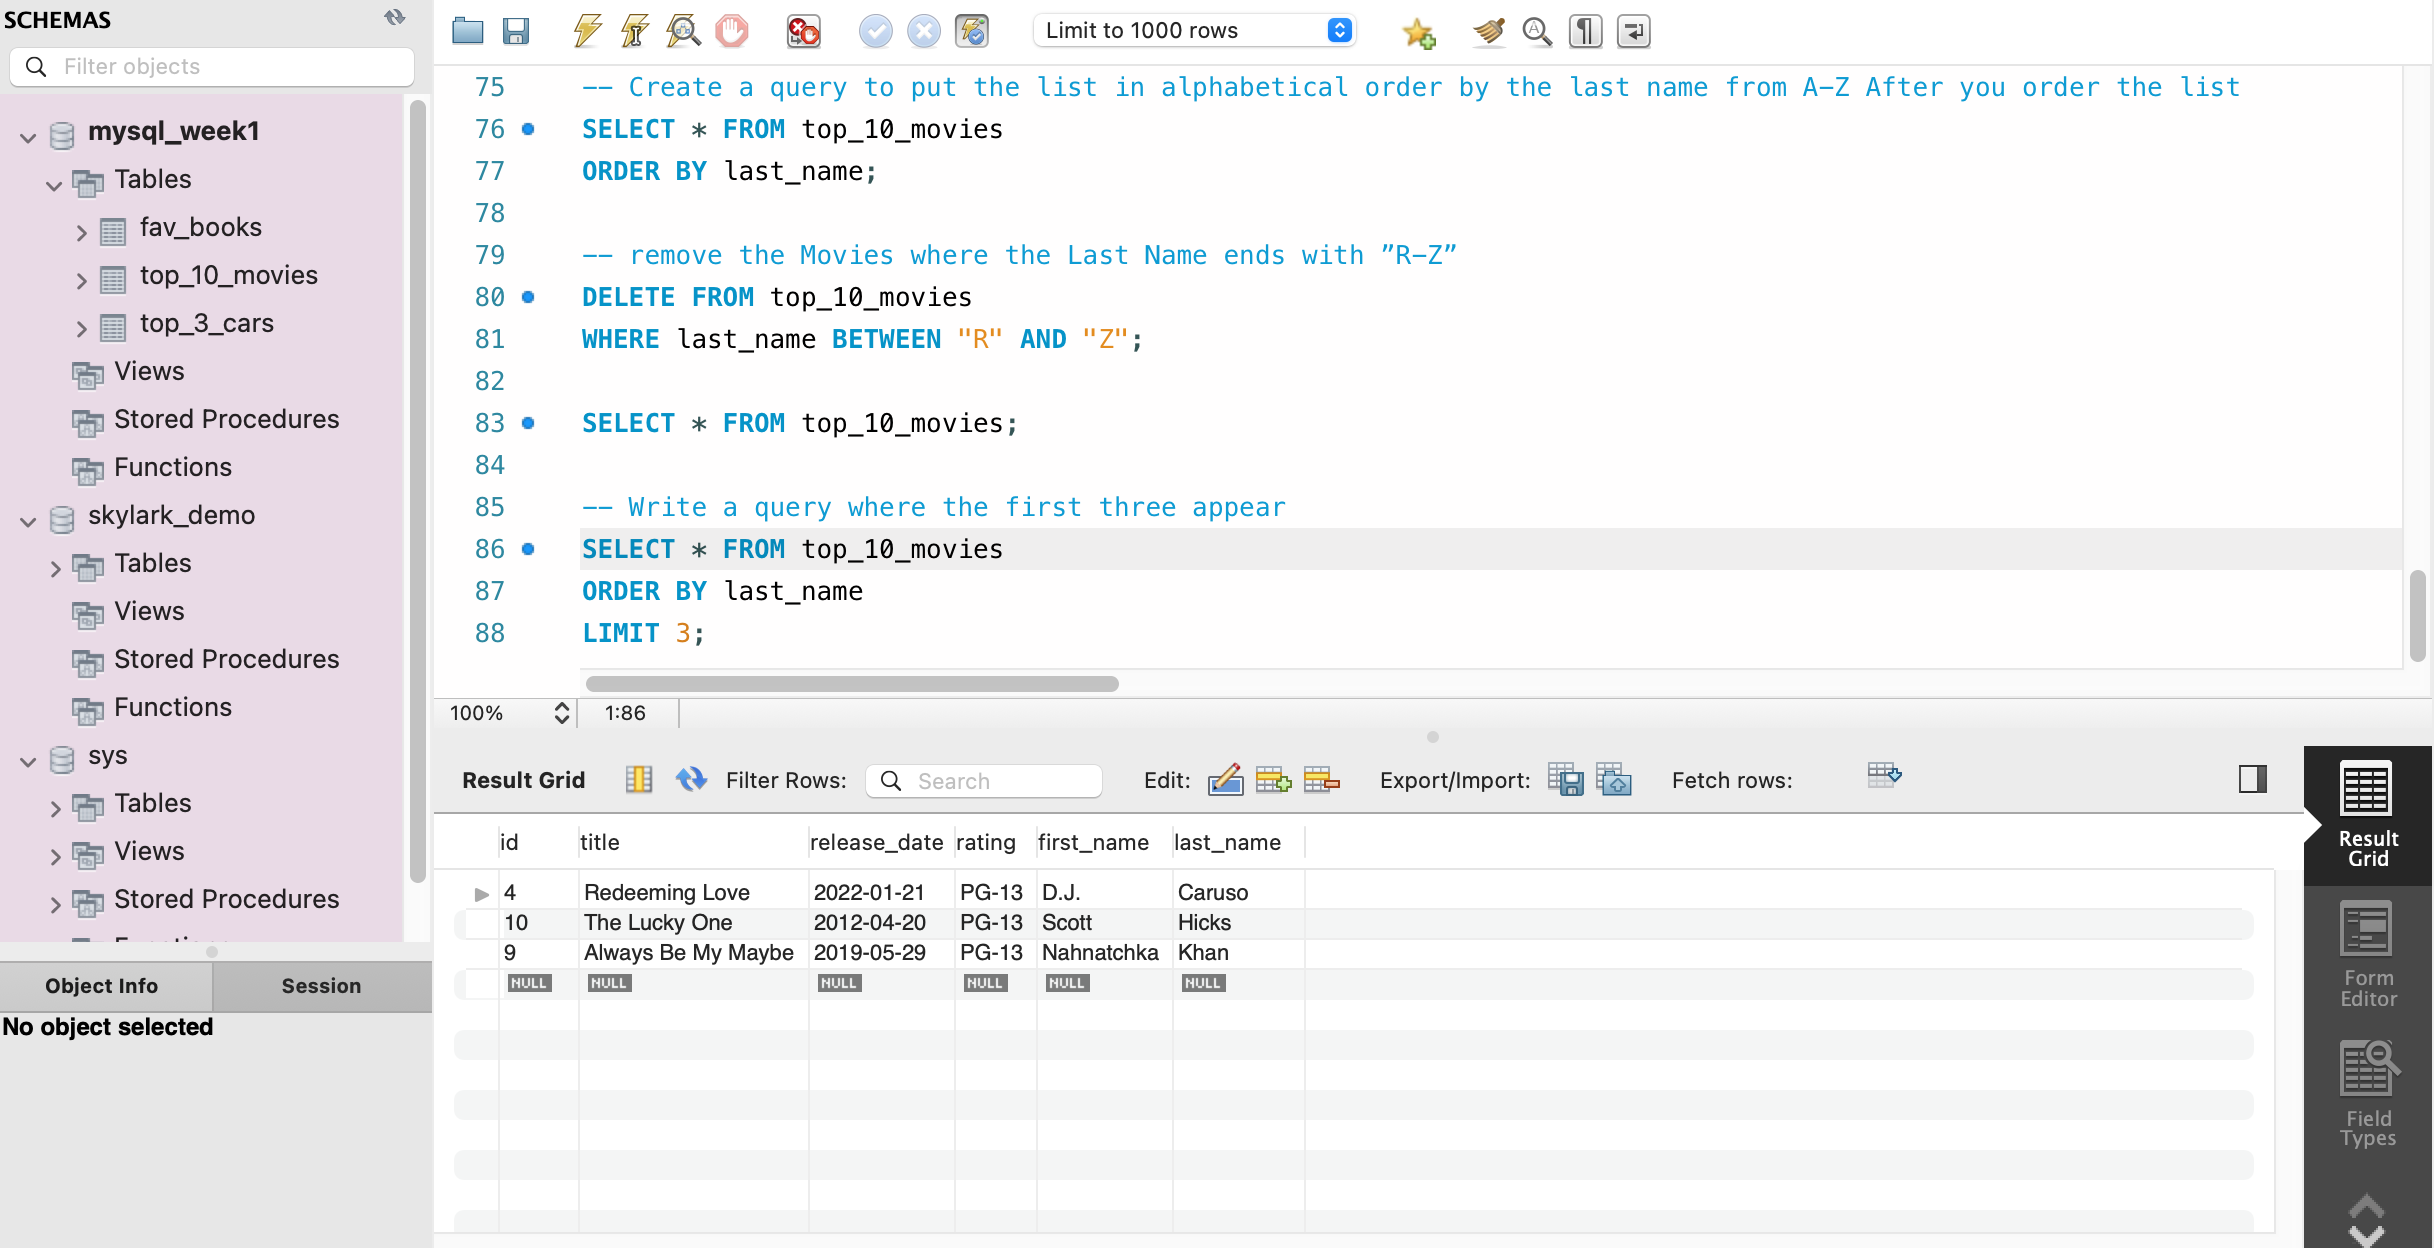 SCHEMAS
Filter objects
mysql_week1
Tables
fav_books
top_10_movies
top_3_cars
Views
Stored Procedures
Functions
skylark_demo
Tables
Views
Stored Procedures
Functions
sys
Tables
Views
Stored Procedures
Object Info Session
No object selected
Limit to 1000 rows
75 -- Create a query to put the list in alphabetical order by the last name from A-Z After you order the list
76 SELECT * FROM top_10_movies
77 ORDER BY last_name;
78
79 -- remove the Movies where the Last Name ends with ”R-Z”
80 DELETE FROM top_10_movies
81 WHERE last_name BETWEEN "R" AND "Z";
82
83 SELECT * FROM top_10_movies;
84
85 -- Write a query where the first three appear
86 SELECT * FROM top_10_movies
87 ORDER BY last_name
88 LIMIT 3;
100% 1:86
Result Grid Filter Rows: Search Edit: Export/Import: Fetch rows:
id title release_date rating first_name last_name
4 Redeeming Love 2022-01-21 PG-13 D.J. Caruso
10 The Lucky One 2012-04-20 PG-13 Scott Hicks
9 Always Be My Maybe 2019-05-29 PG-13 Nahnatchka Khan
NULL NULL NULL NULL NULL NULL
Result
Grid
Form
Editor
Field
Types